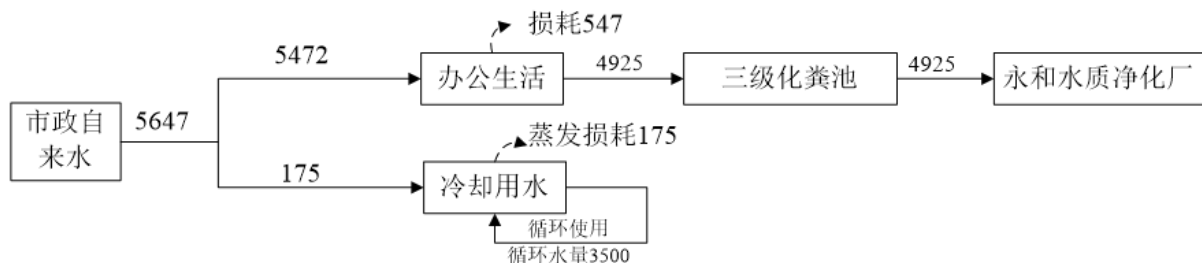 损耗547
5472
办公生活
4925
三级化粪池
4925
永和水质净化厂
市政自
来水
5647
蒸发损耗175
175
冷却用水
循环使用
循环水量3500